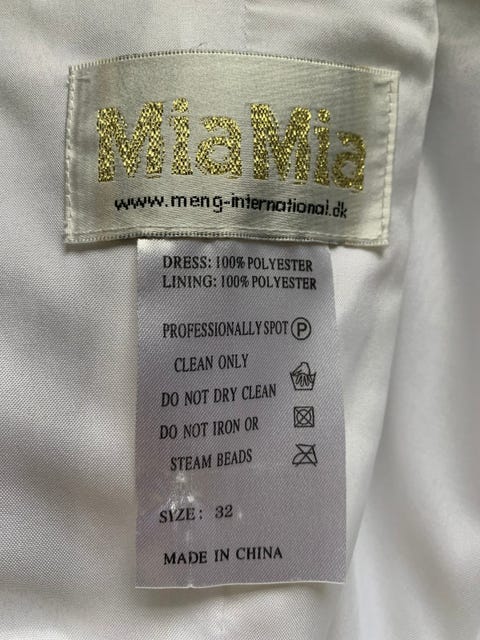 MiaMia
www.meng-international.dk
DRESS: 100% POLYESTER
LINING: 100% POLYESTER
PROFESSIONALLY SPOT P
CLEAN ONLY
DO NOT DRY CLEAN
DO NOT IRON OR
STEAM BEADS
SIZE: 32
MADE IN CHINA